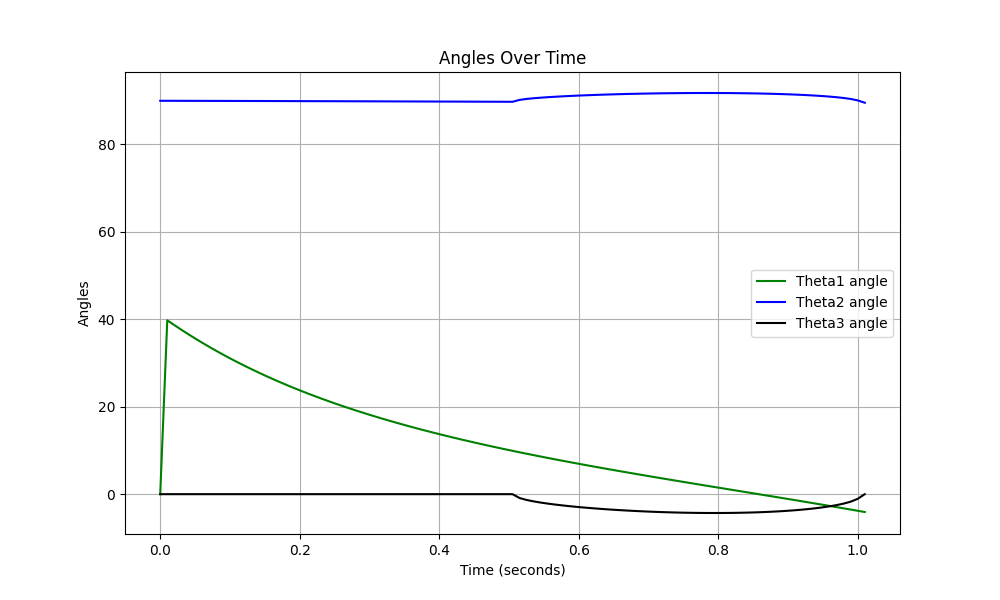 Angles Over Time
80
60
40
20
0
Angles
Theta1 angle
Theta2 angle
Theta3 angle
0.0 0.2 0.4 0.6 0.8 1.0
Time (seconds)